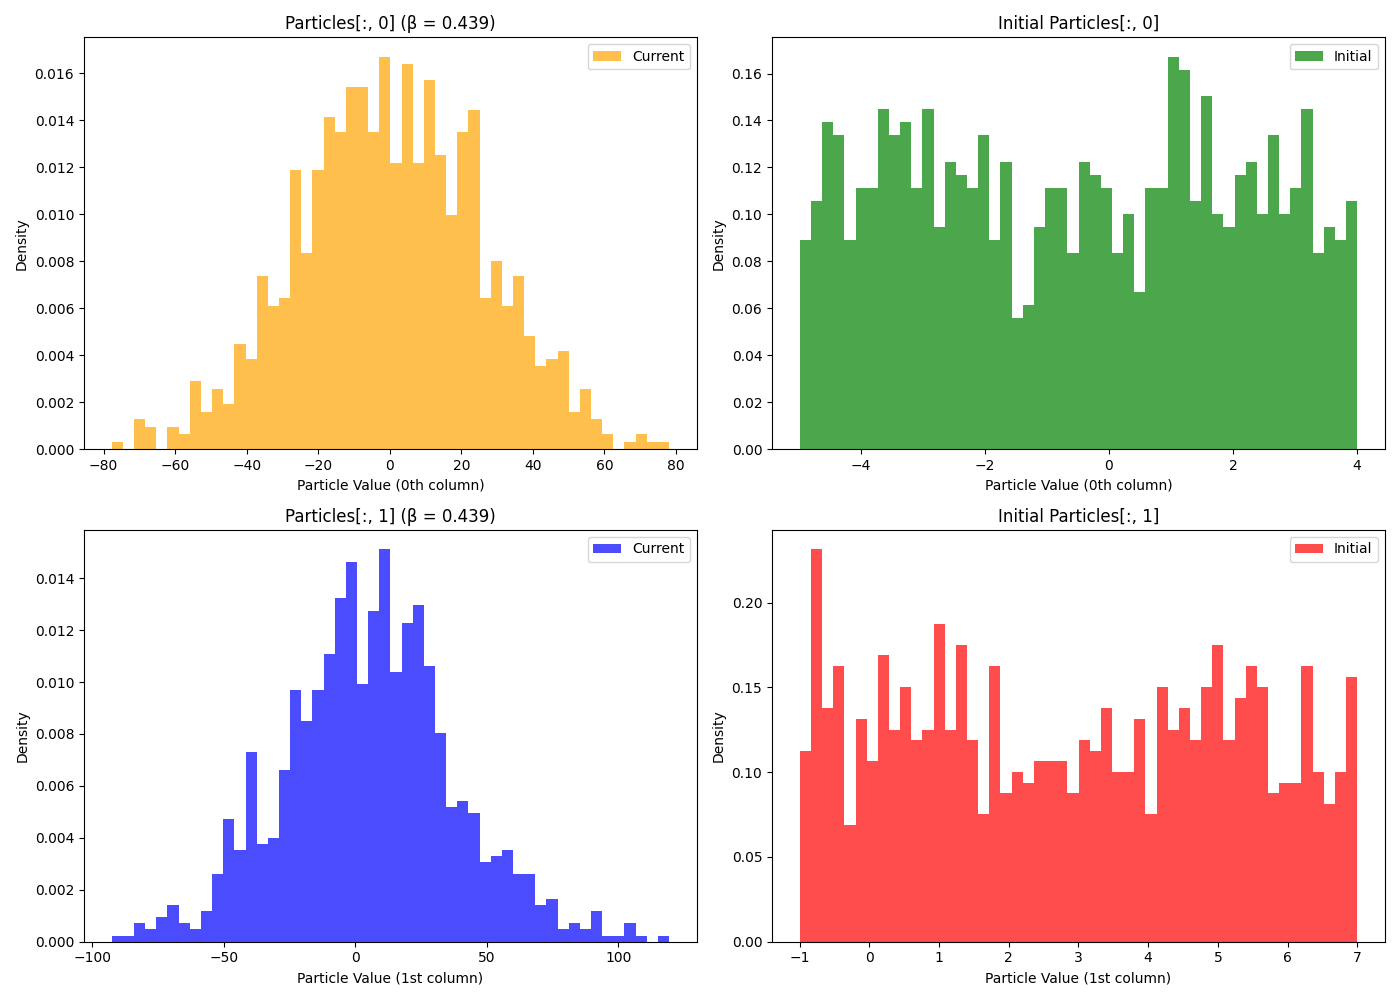 Particles[:, 0] (β = 0.439)
Current
Density
0.016
0.014
0.012
0.010
0.008
0.006
0.004
0.002
0.000
−80 −60 −40 −20 0 20 40 60 80
Particle Value (0th column)
Initial Particles[:, 0]
Initial
Density
0.16
0.14
0.12
0.10
0.08
0.06
0.04
0.02
0.00
−4 −2 0 2 4
Particle Value (0th column)
Particles[:, 1] (β = 0.439)
Current
Density
0.014
0.012
0.010
0.008
0.006
0.004
0.002
0.000
−100 −50 0 50 100
Particle Value (1st column)
Initial Particles[:, 1]
Initial
Density
0.20
0.15
0.10
0.05
0.00
−1 0 1 2 3 4 5 6 7
Particle Value (1st column)